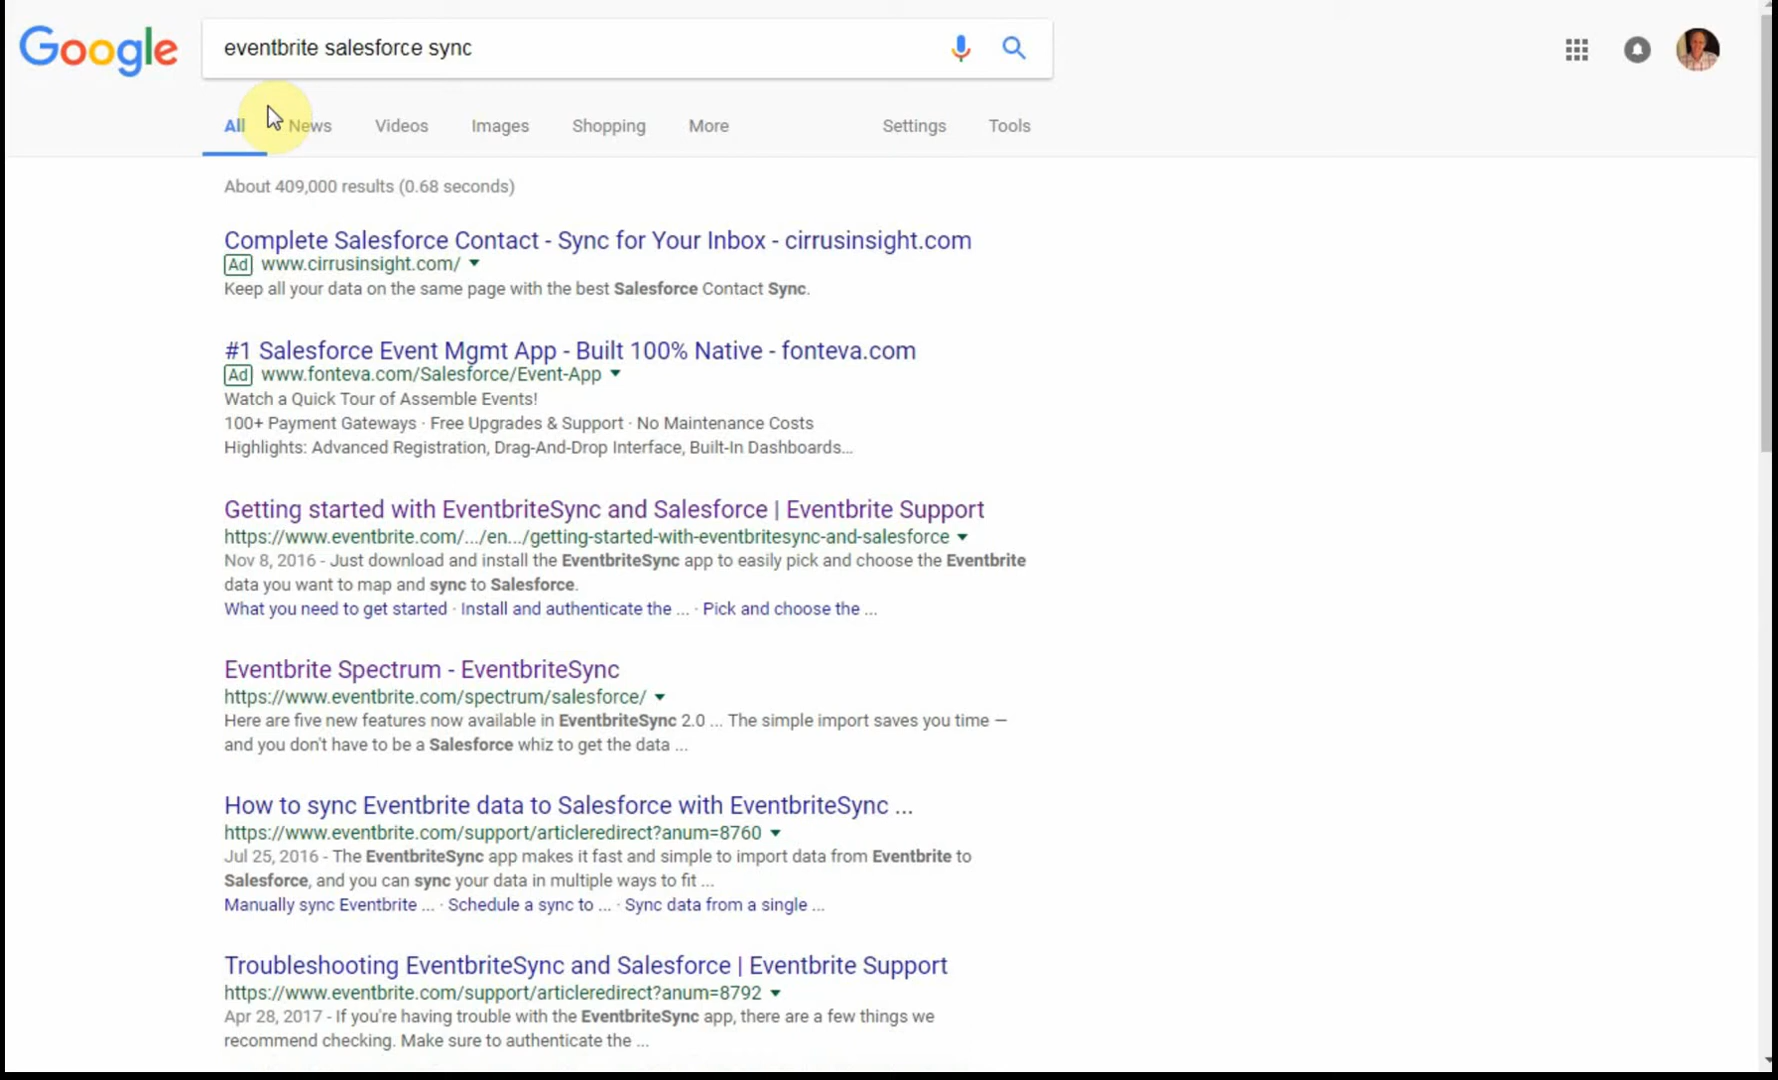 Google
eventbrite salesforce sync
All News Videos Images Shopping More Settings Tools
About 409,000 results (0.68 seconds)
Complete Salesforce Contact - Sync for Your Inbox - cirrusinsight.com
Ad www.cirrusinsight.com/
Keep all your data on the same page with the best Salesforce Contact Sync.
#1 Salesforce Event Mgmt App - Built 100% Native - fonteva.com
Ad www.fonteva.com/Salesforce/Event-App
Watch a Quick Tour of Assemble Events!
100+ Payment Gateways · Free Upgrades & Support · No Maintenance Costs
Highlights: Advanced Registration, Drag-And-Drop Interface, Built-In Dashboards...
Getting started with EventbriteSync and Salesforce | Eventbrite Support
https://www.eventbrite.com/.../en.../getting-started-with-eventbritesync-and-salesforce
Nov 8, 2016 - Just download and install the EventbriteSync app to easily pick and choose the Eventbrite
data you want to map and sync to Salesforce.
What you need to get started · Install and authenticate the ... · Pick and choose the ...
Eventbrite Spectrum - EventbriteSync
https://www.eventbrite.com/spectrum/salesforce/
Here are five new features now available in EventbriteSync 2.0 ... The simple import saves you time —
and you don't have to be a Salesforce whiz to get the data ...
How to sync Eventbrite data to Salesforce with EventbriteSync ...
https://www.eventbrite.com/support/articleredirect?anum=8760
Jul 25, 2016 - The EventbriteSync app makes it fast and simple to import data from Eventbrite to
Salesforce, and you can sync your data in multiple ways to fit ...
Manually sync Eventbrite ... · Schedule a sync to ... · Sync data from a single ...
Troubleshooting EventbriteSync and Salesforce | Eventbrite Support
https://www.eventbrite.com/support/articleredirect?anum=8792
Apr 28, 2017 - If you're having trouble with the EventbriteSync app, there are a few things we
recommend checking. Make sure to authenticate the ...